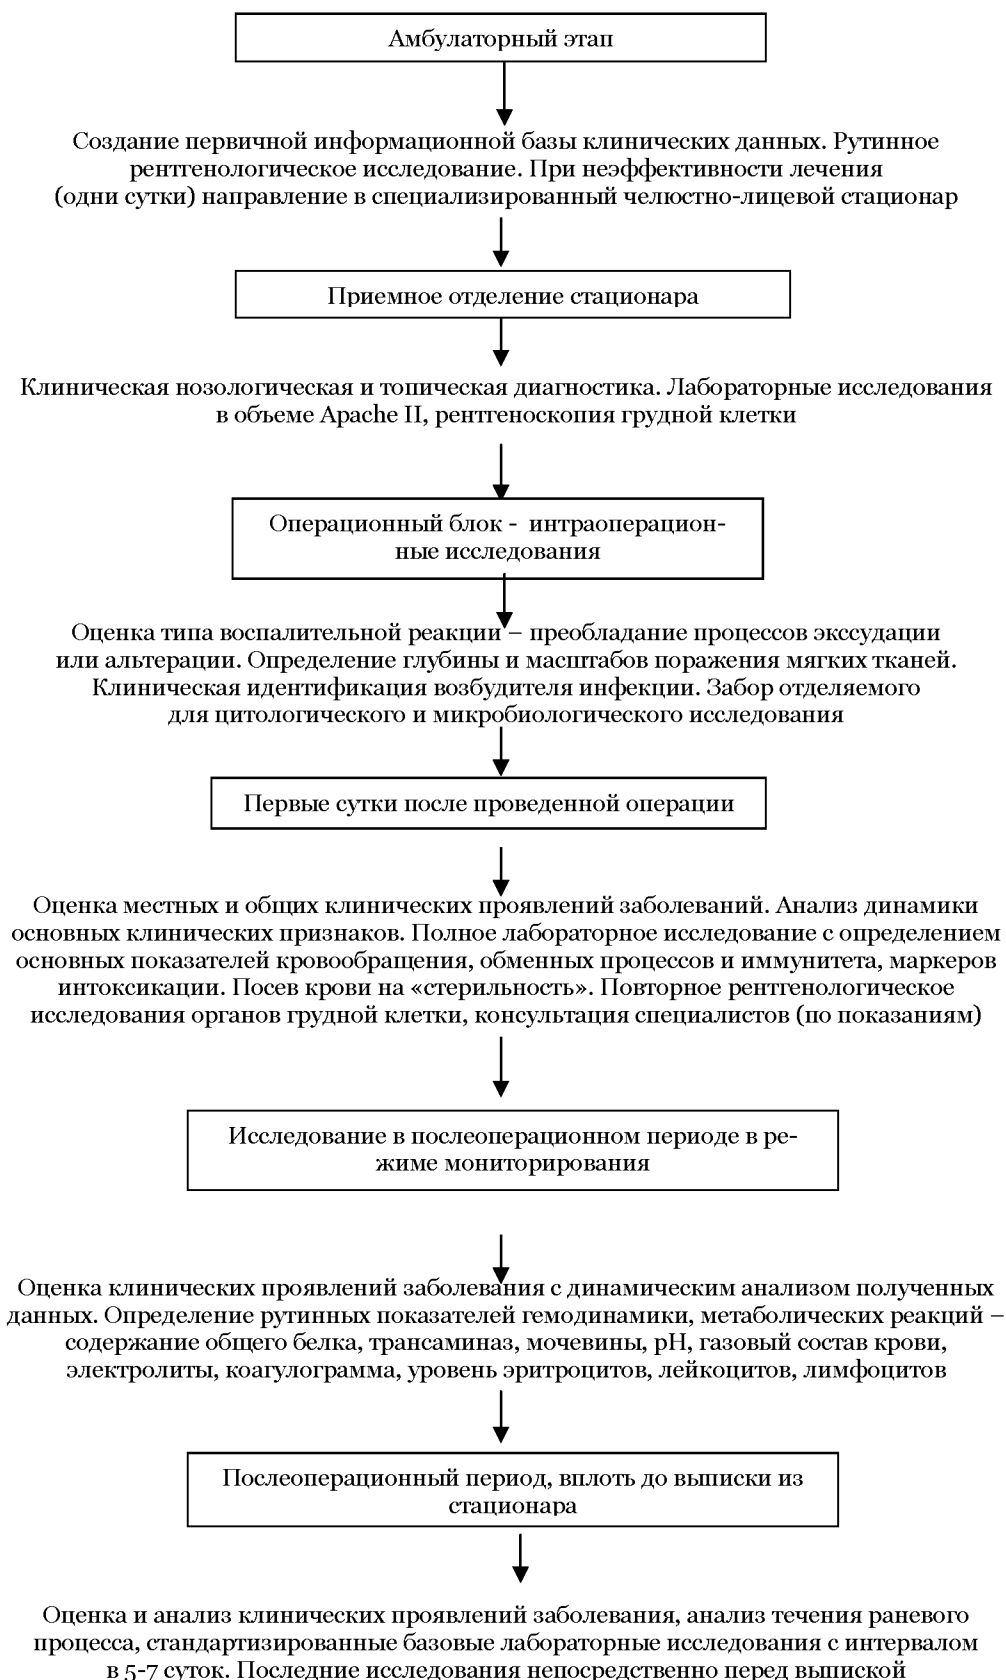 Амбулаторный этап
Создание первичной информационной базы клинических данных. Рутинное
рентгенологическое исследование. При неэффективности лечения
(одни сутки) направление в специализированный челюстно-лицевой стационар
Приемное отделение стационара
Клиническая нозологическая и топическая диагностика. Лабораторные исследования
в объеме Apache II, рентгеноскопия грудной клетки
Операционный блок - интраоперацион-
ные исследования
Оценка типа воспалительной реакции – преобладание процессов экссудации
или альтерации. Определение глубины и масштабов поражения мягких тканей.
Клиническая идентификация возбудителя инфекции. Забор отделяемого
для цитологического и микробиологического исследования
Первые сутки после проведенной операции
Оценка местных и общих клинических проявлений заболеваний. Анализ динамики
основных клинических признаков. Полное лабораторное исследование с определением
основных показателей кровообращения, обменных процессов и иммунитета, маркеров
интоксикации. Посев крови на «стерильность». Повторное рентгенологическое
исследования органов грудной клетки, консультация специалистов (по показаниям)
Исследование в послеоперационном периоде в ре-
жиме мониторирования
Оценка клинических проявлений заболевания с динамическим анализом полученных
данных. Определение рутинных показателей гемодинамики, метаболических реакций –
содержание общего белка, трансаминаз, мочевины, pH, газовый состав крови,
электролиты, коагулограмма, уровень эритроцитов, лейкоцитов, лимфоцитов
Послеоперационный период, вплоть до выписки из
стационара
Оценка и анализ клинических проявлений заболевания, анализ течения раневого
процесса, стандартизированные базовые лабораторные исследования с интервалом
в 5-7 суток. Последние исследования непосредственно перед выпиской